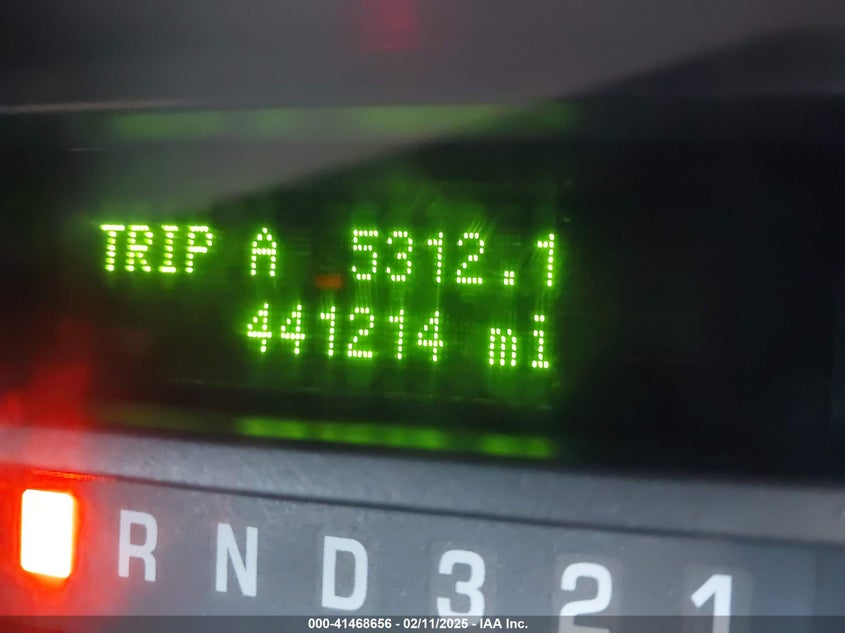 TRIP A 5312.1
441214 mi
R N D 3 2 1
000-41468656 - 02/11/2025 - IAA Inc.